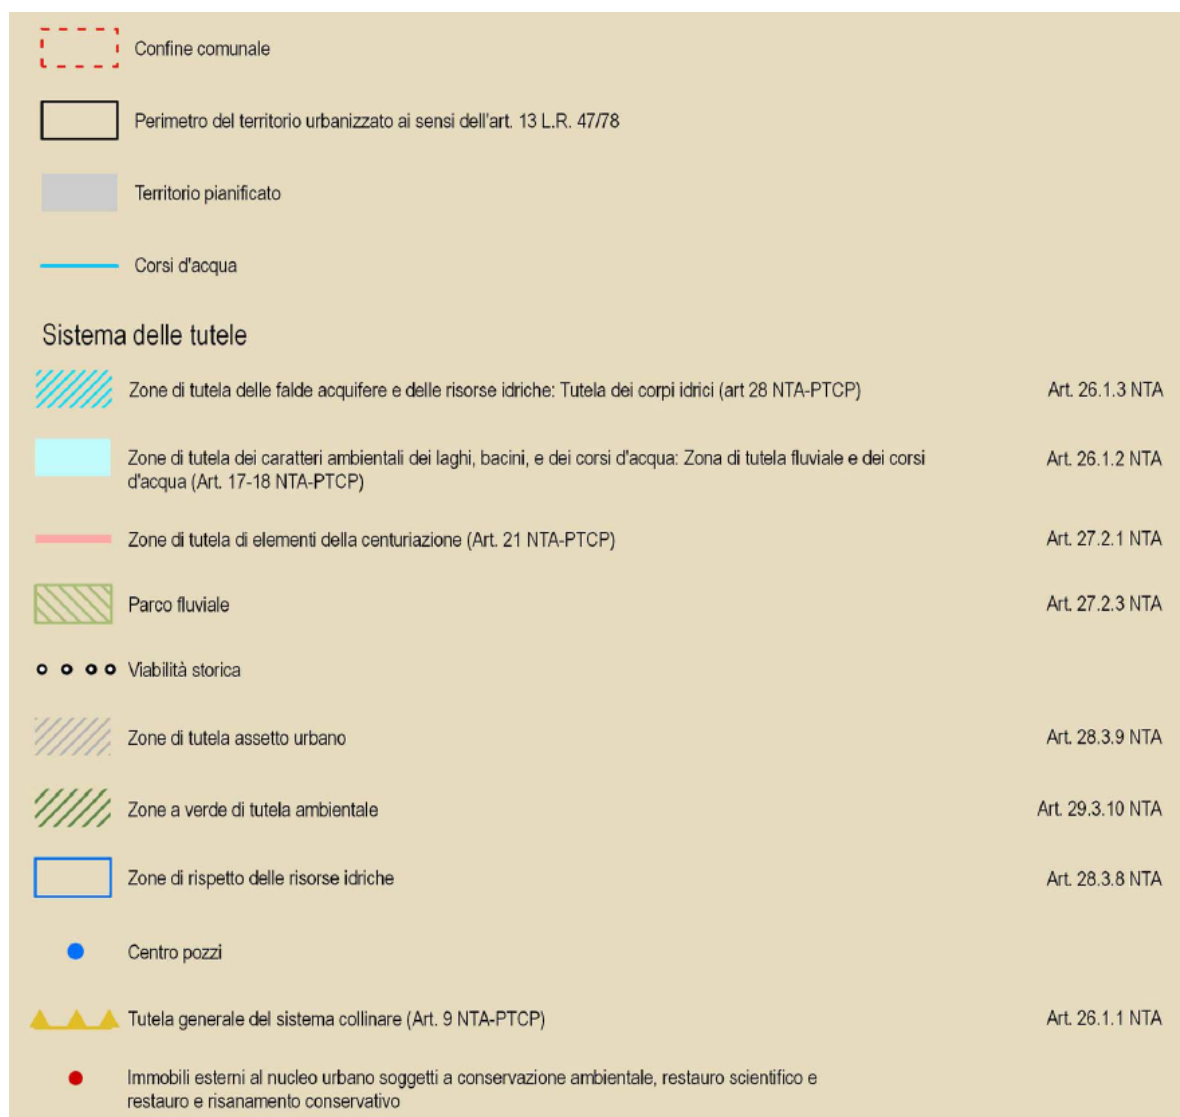 Confine comunale
Perimetro del territorio urbanizzato ai sensi dell'art. 13 L.R. 47/78
Territorio pianificato
Corsi d'acqua
Sistema delle tutele
Zone di tutela delle falde acquifere e delle risorse idriche: Tutela dei corpi idrici (art 28 NTA-PTCP) Art. 26.1.3 NTA
Zone di tutela dei caratteri ambientali dei laghi, bacini, e dei corsi d'acqua: Zona di tutela fluviale e dei corsi Art. 26.1.2 NTA
d'acqua (Art. 17-18 NTA-PTCP)
Zone di tutela di elementi della centuriazione (Art. 21 NTA-PTCP) Art. 27.2.1 NTA
Parco fluviale Art. 27.2.3 NTA
Viabilità storica
Zone di tutela assetto urbano Art. 28.3.9 NTA
Zone a verde di tutela ambientale Art. 29.3.10 NTA
Zone di rispetto delle risorse idriche Art. 28.3.8 NTA
Centro pozzi
Tutela generale del sistema collinare (Art. 9 NTA-PTCP) Art. 26.1.1 NTA
Immobili esterni al nucleo urbano soggetti a conservazione ambientale, restauro scientifico e
restauro e risanamento conservativo